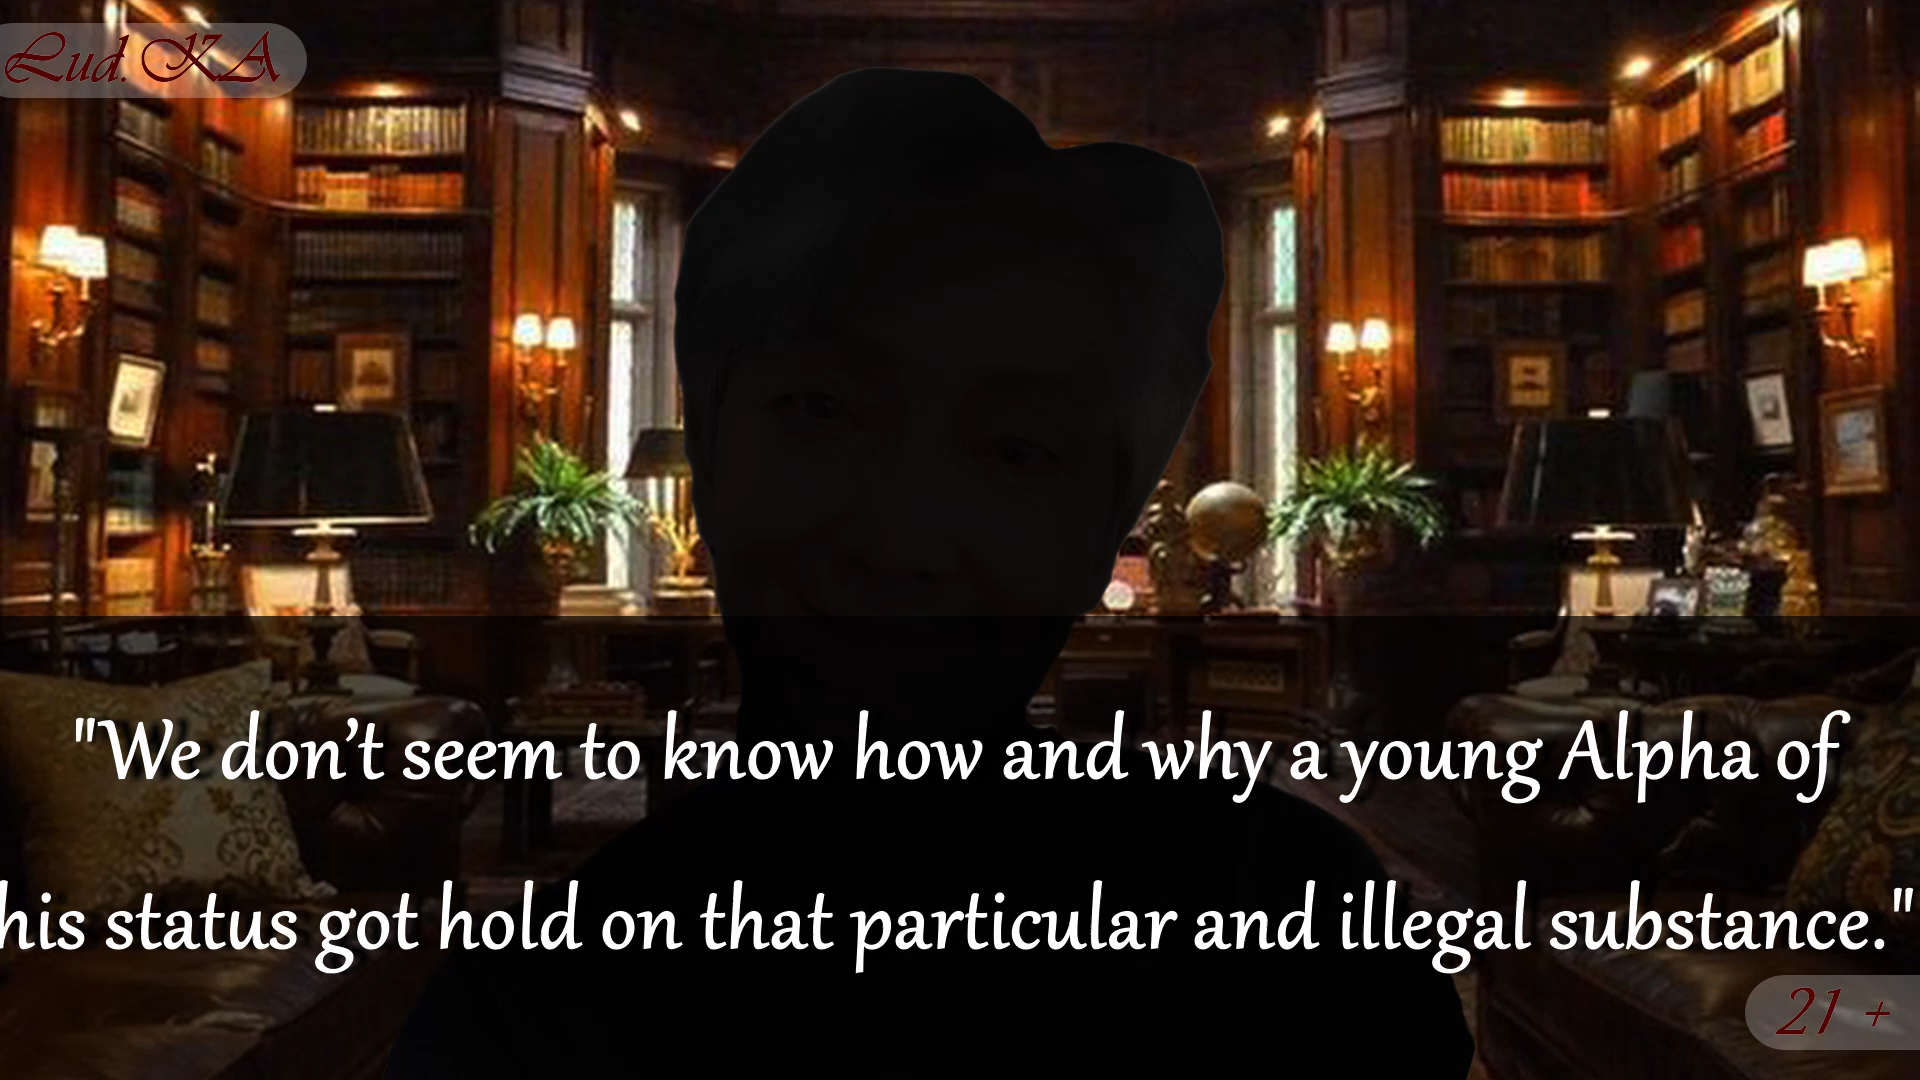 Lud. KA
"We don’t seem to know how and why a young Alpha of
his status got hold on that particular and illegal substance."
21 +